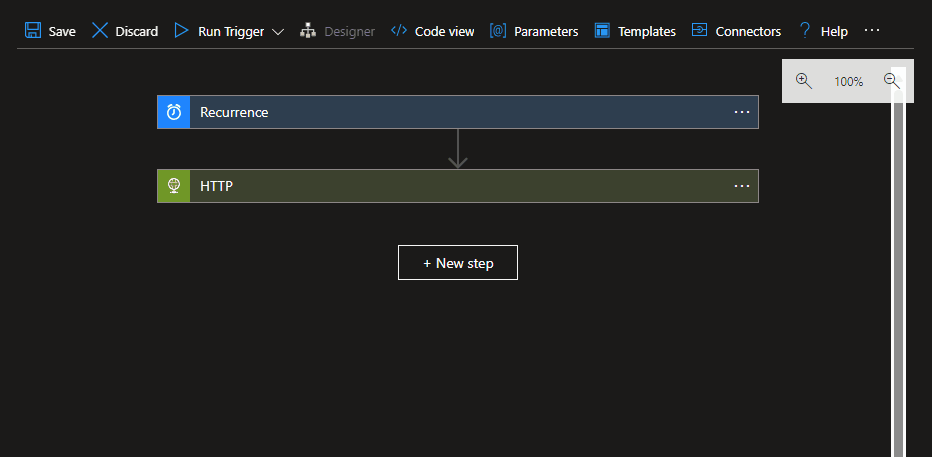 Save Discard Run Trigger Designer Code view Parameters Templates Connectors Help ...
100%
Recurrence ...
HTTP ...
+ New step